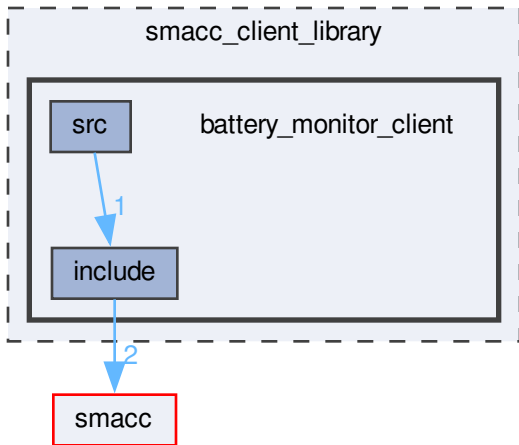 smacc_client_library
src
battery_monitor_client
1
include
2
smacc